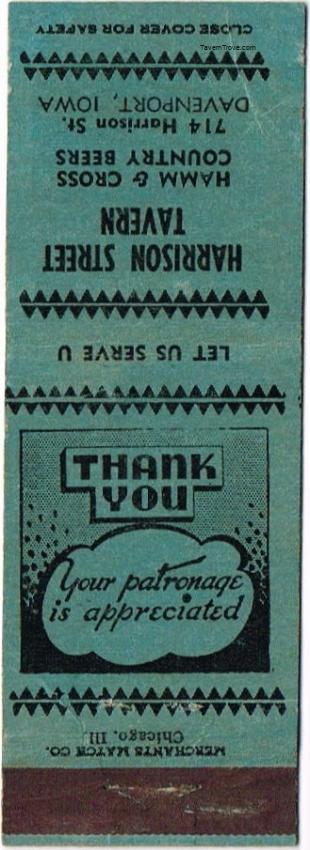 TavernTrove.com
CLOSE COVER FOR SAFETY
HARRISON STREET
TAVERN
HAMM & CROSS
COUNTRY BEERS
714 Harrison St.
DAVENPORT, IOWA
LET US SERVE U
THANK
YOU
Your patronage
is appreciated
MERCHANTS MATCH CO.
Chicago, Ill